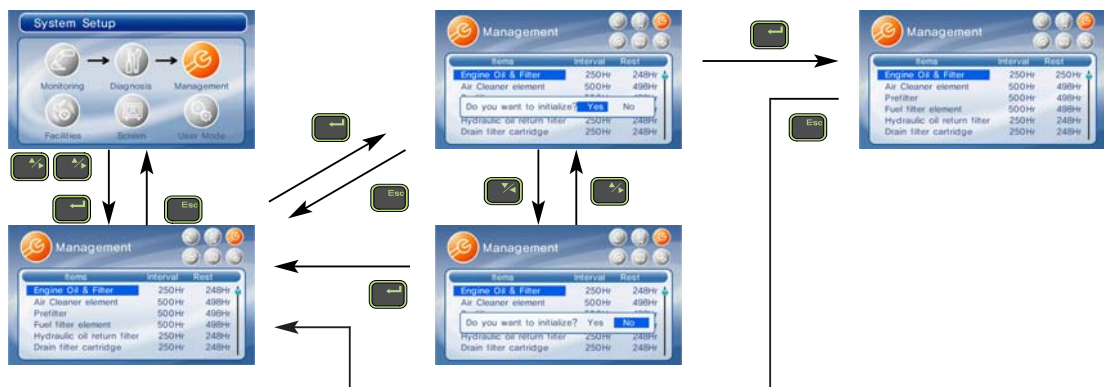 System Setup
Monitoring Diagnosis Management
Facilities Screen User Mode
Esc
Management
Items Interval Rest
Engine Oil & Filter 250Hr 248Hr
Air Cleaner element 500Hr 498Hr
Prefilter 500Hr 498Hr
Fuel filter element 500Hr 498Hr
Hydraulic oil return filter 250Hr 248Hr
Drain filter cartridge 250Hr 248Hr
Esc
Management
Items Interval Rest
Engine Oil & Filter 250Hr 248Hr
Air Cleaner element 500Hr 498Hr
Do you want to initialize? Yes No
Hydraulic oil return filter 250Hr 248Hr
Drain filter cartridge 250Hr 248Hr
Management
Items Interval Rest
Engine Oil & Filter 250Hr 248Hr
Air Cleaner element 500Hr 498Hr
Do you want to initialize? Yes No
Hydraulic oil return filter 250Hr 248Hr
Drain filter cartridge 250Hr 248Hr
Management
Items Interval Rest
Engine Oil & Filter 250Hr 250Hr
Air Cleaner element 500Hr 498Hr
Prefilter 500Hr 498Hr
Fuel filter element 500Hr 498Hr
Hydraulic oil return filter 250Hr 248Hr
Drain filter cartridge 250Hr 248Hr
Esc